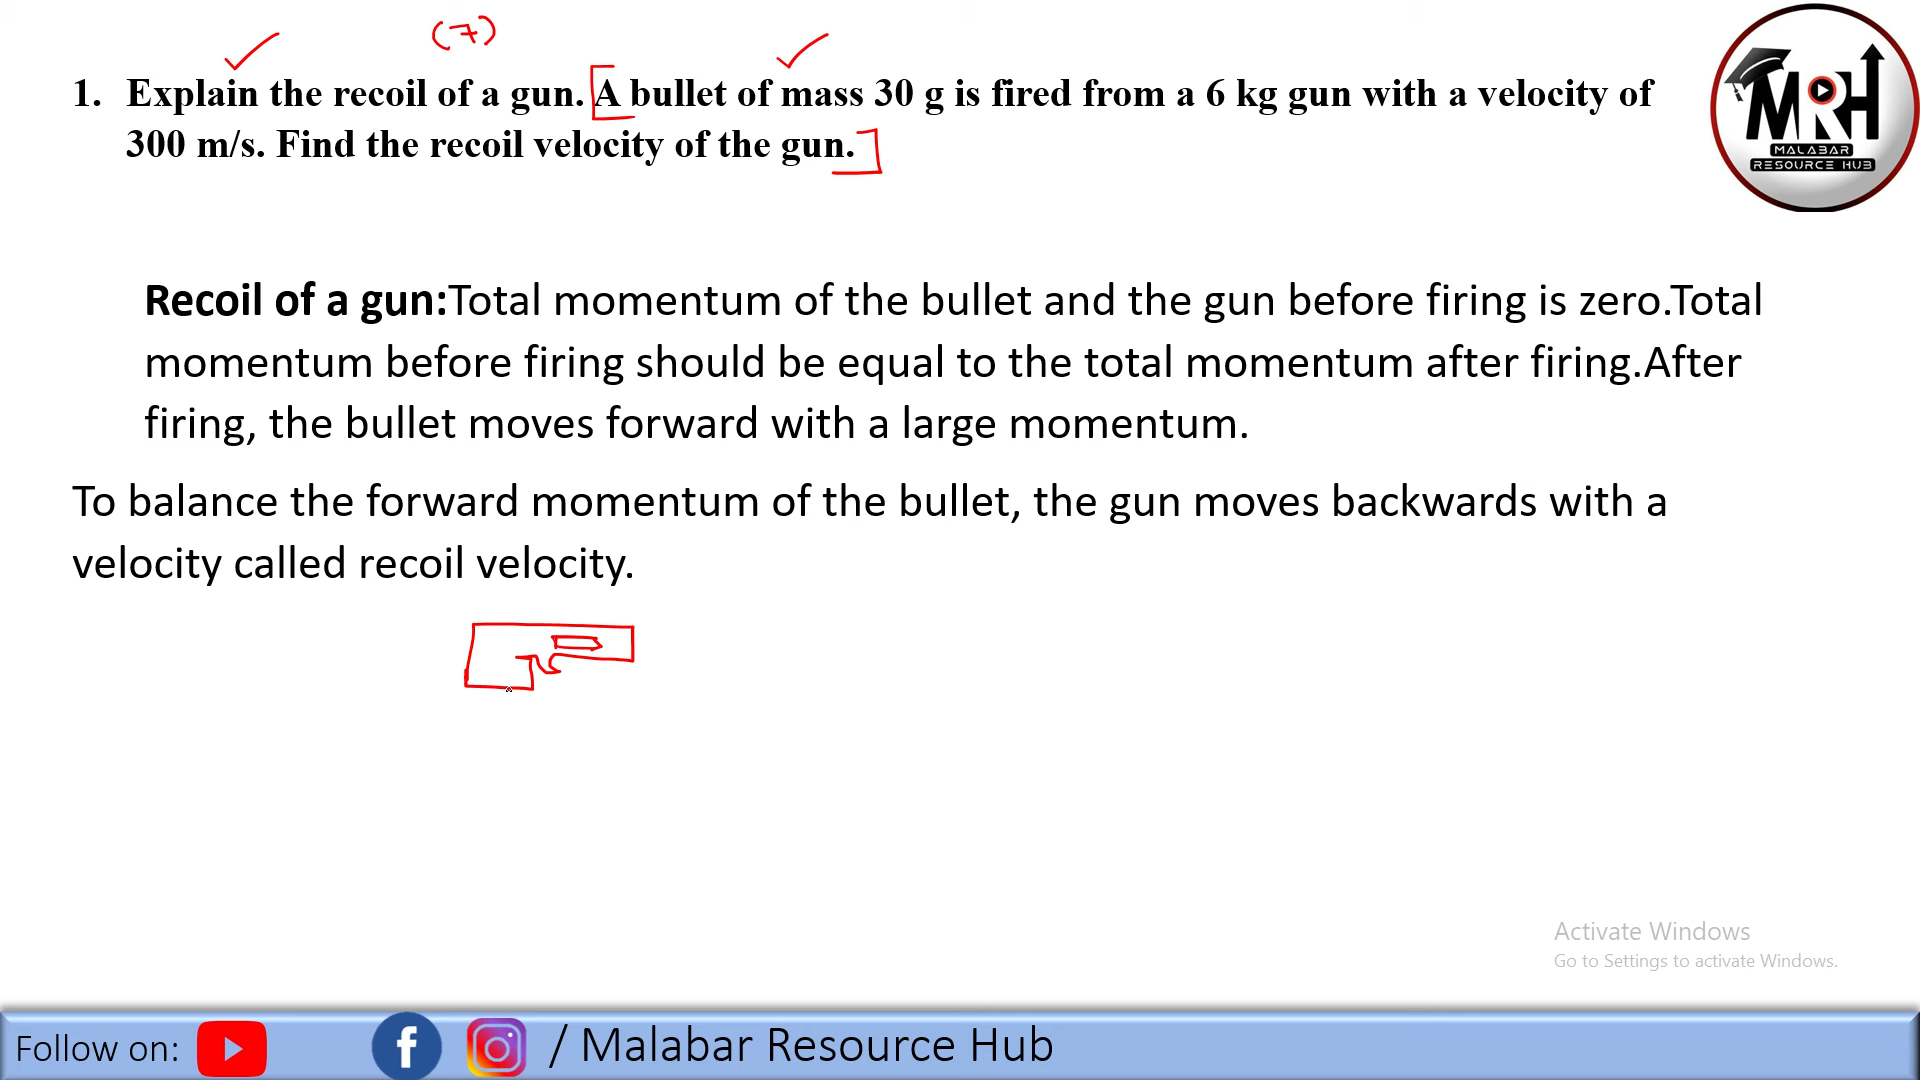 (7)
1. Explain the recoil of a gun. [A bullet of mass 30 g is fired from a 6 kg gun with a velocity of
300 m/s. Find the recoil velocity of the gun.]
MRH
MALABAR
RESOURCE HUB
Recoil of a gun:Total momentum of the bullet and the gun before firing is zero.Total
momentum before firing should be equal to the total momentum after firing.After
firing, the bullet moves forward with a large momentum.
To balance the forward momentum of the bullet, the gun moves backwards with a
velocity called recoil velocity.
Activate Windows
Go to Settings to activate Windows.
Follow on: f / Malabar Resource Hub